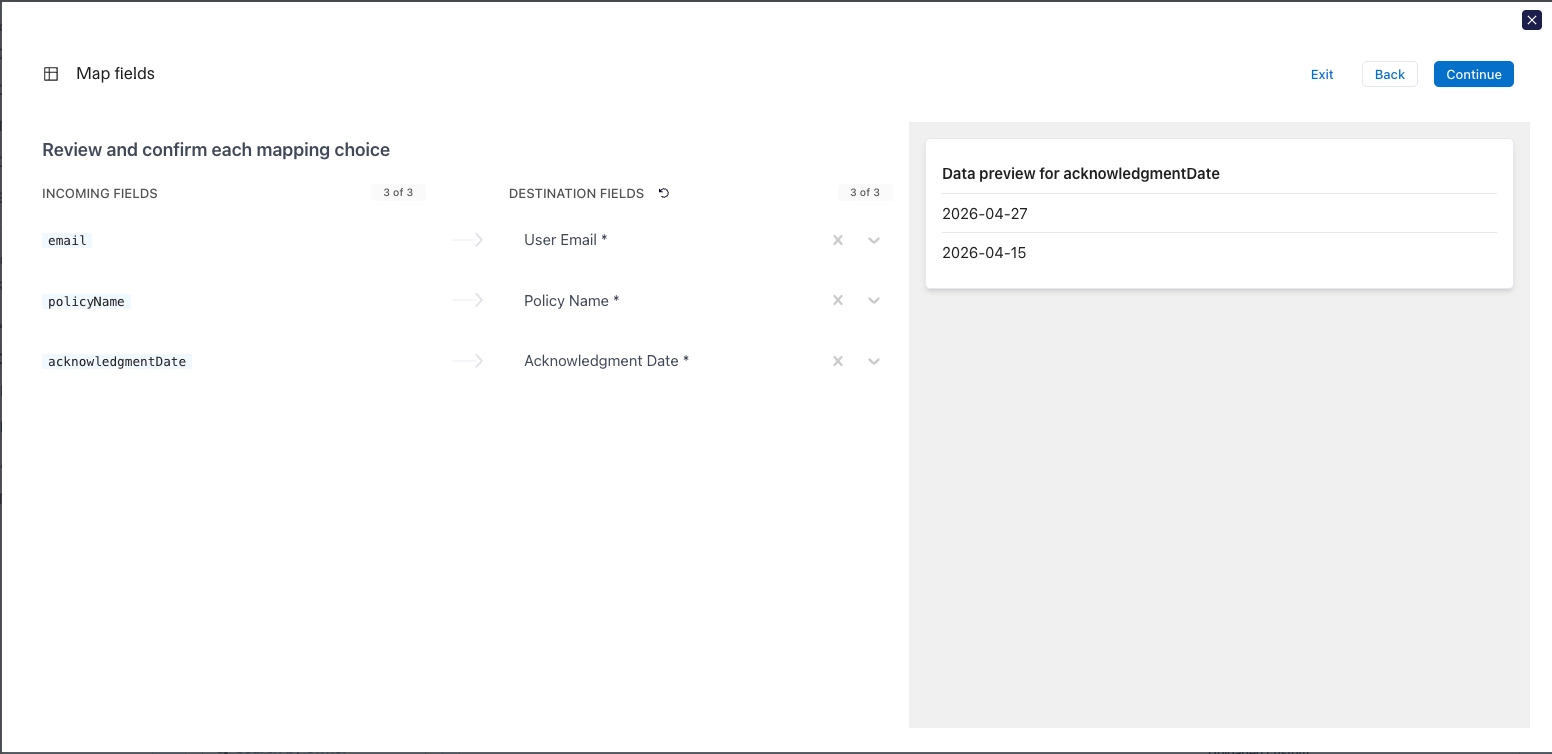 Map fields
Exit
Back
Continue
Review and confirm each mapping choice
INCOMING FIELDS
3 of 3
DESTINATION FIELDS
3 of 3
email
User Email *
policyName
Policy Name *
acknowledgmentDate
Acknowledgment Date *
Data preview for acknowledgmentDate
2026-04-27
2026-04-15